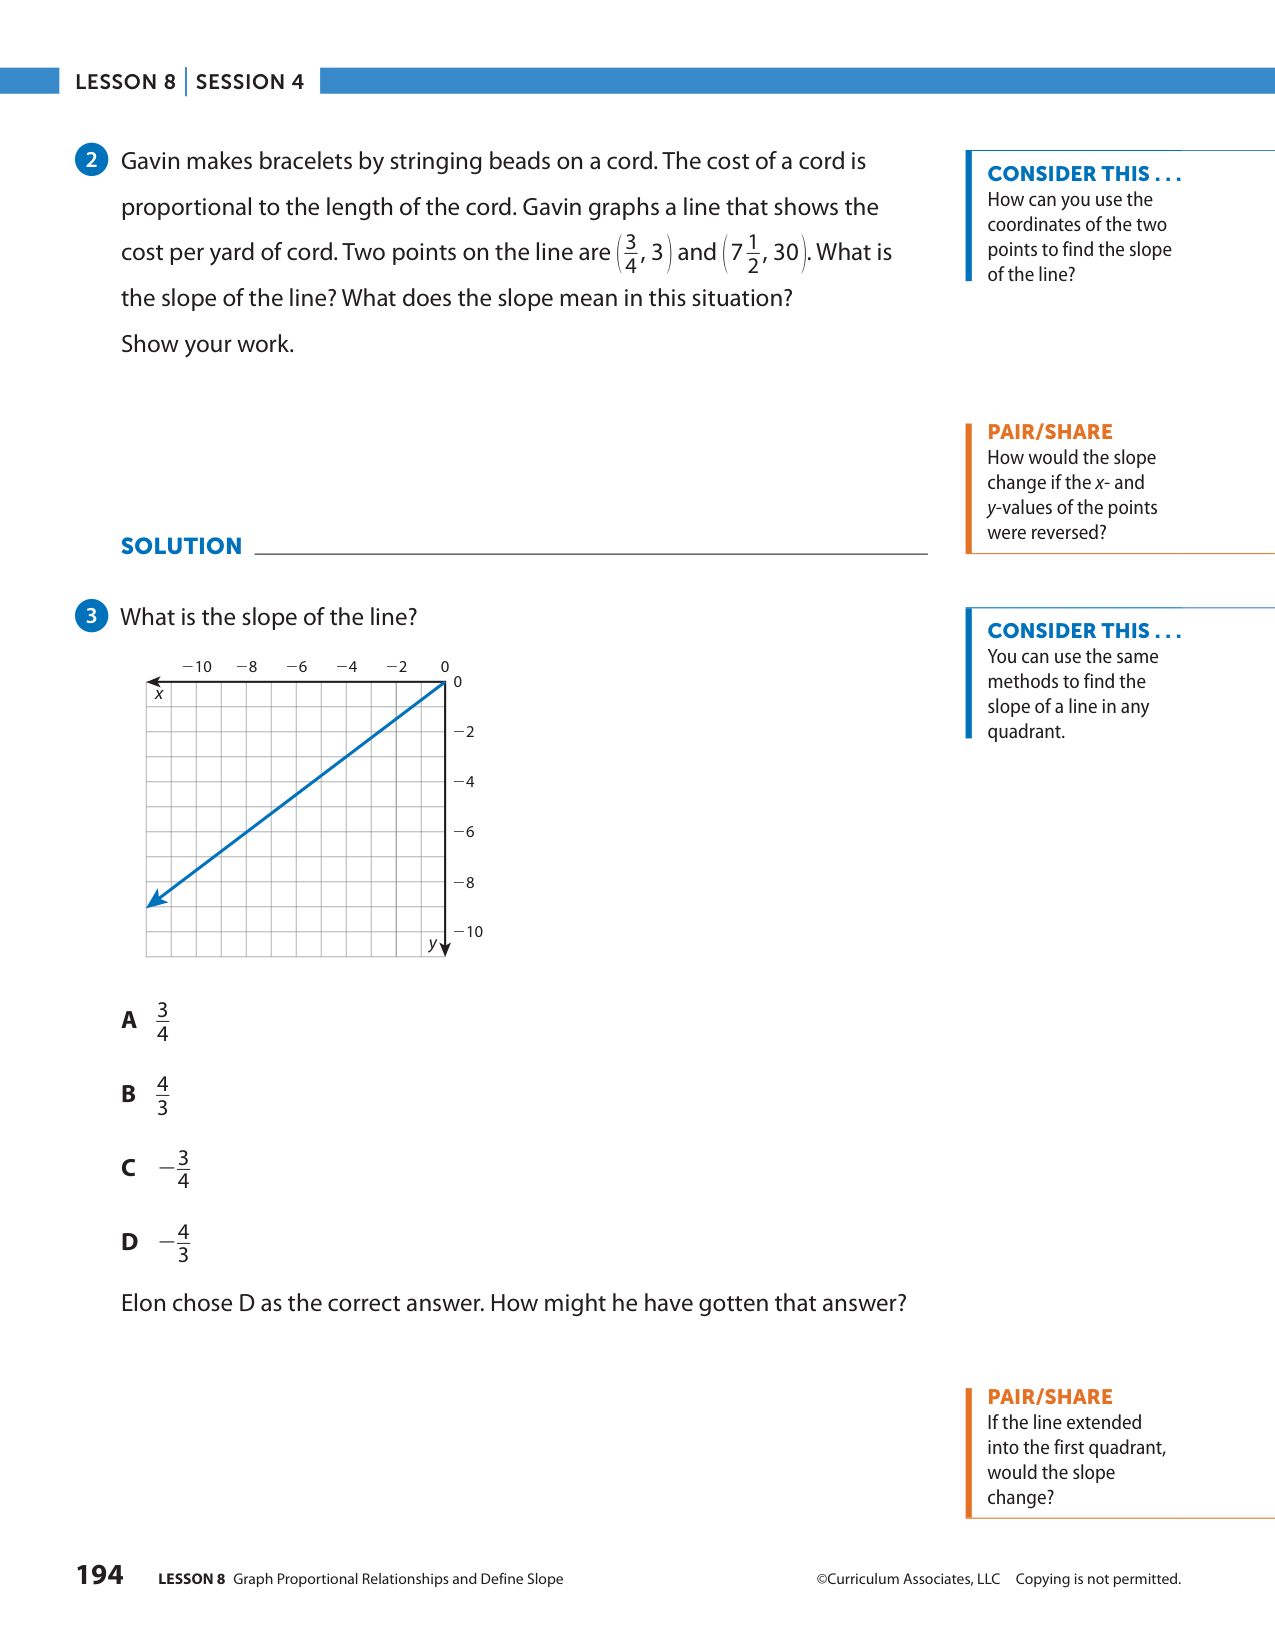 LESSON 8 | SESSION 4
2 Gavin makes bracelets by stringing beads on a cord. The cost of a cord is
proportional to the length of the cord. Gavin graphs a line that shows the
cost per yard of cord. Two points on the line are (3/4, 3) and (7 1/2, 30). What is
the slope of the line? What does the slope mean in this situation?
Show your work.
SOLUTION
CONSIDER THIS . . .
How can you use the
coordinates of the two
points to find the slope
of the line?
PAIR/SHARE
How would the slope
change if the x- and
y-values of the points
were reversed?
3 What is the slope of the line?
−10 −8 −6 −4 −2 0
x
0
−2
−4
−6
−8
−10
y
A 3/4
B 4/3
C −3/4
D −4/3
Elon chose D as the correct answer. How might he have gotten that answer?
CONSIDER THIS . . .
You can use the same
methods to find the
slope of a line in any
quadrant.
PAIR/SHARE
If the line extended
into the first quadrant,
would the slope
change?
194 LESSON 8 Graph Proportional Relationships and Define Slope
©Curriculum Associates, LLC Copying is not permitted.